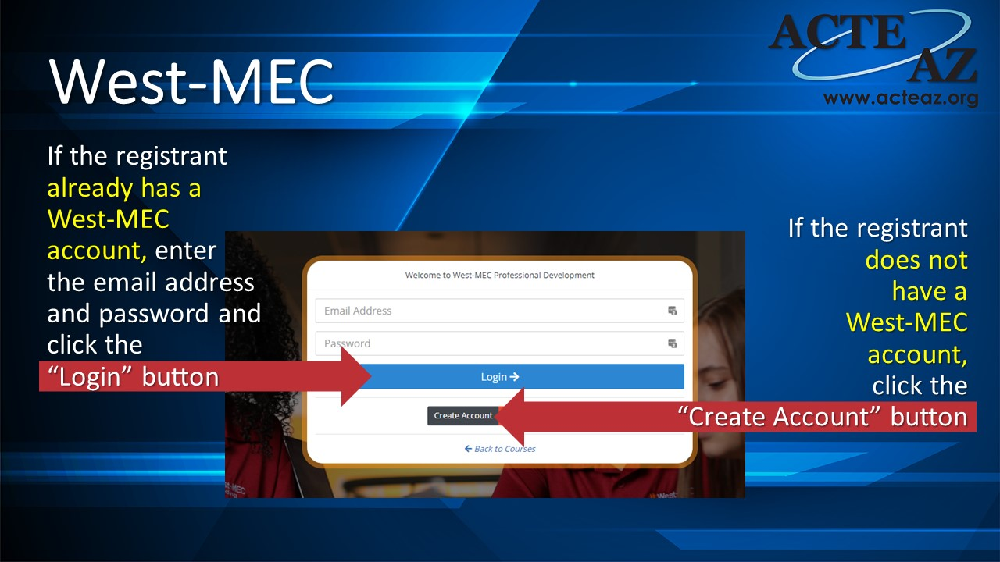 ACTE
AZ
www.acteaz.org
West-MEC
If the registrant
already has a
West-MEC
account, enter
the email address
and password and
click the
“Login” button
Welcome to West-MEC Professional Development
Email Address
Password
Login
Create Account
Back to Courses
If the registrant
does not
have a
West-MEC
account,
click the
“Create Account” button